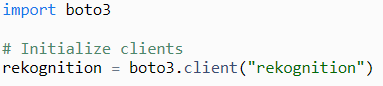 import boto3
# Initialize clients
rekognition = boto3.client("rekognition")